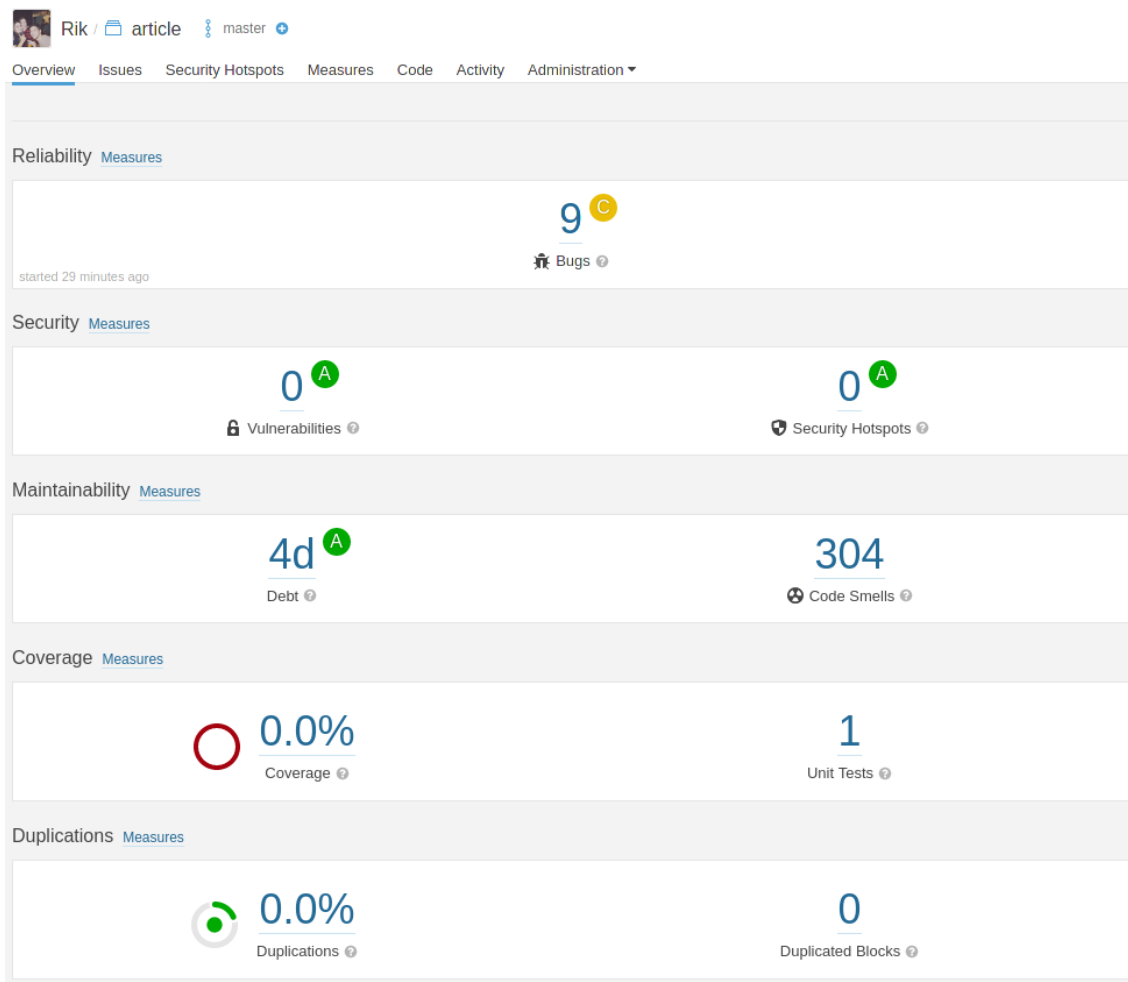 Rik / article master
Overview Issues Security Hotspots Measures Code Activity Administration
Reliability Measures
9 C
Bugs ?
started 29 minutes ago
Security Measures
0 A 0 A
Vulnerabilities ? Security Hotspots ?
Maintainability Measures
4d A 304
Debt ? Code Smells ?
Coverage Measures
0.0% 1
Coverage ? Unit Tests ?
Duplications Measures
0.0% 0
Duplications ? Duplicated Blocks ?